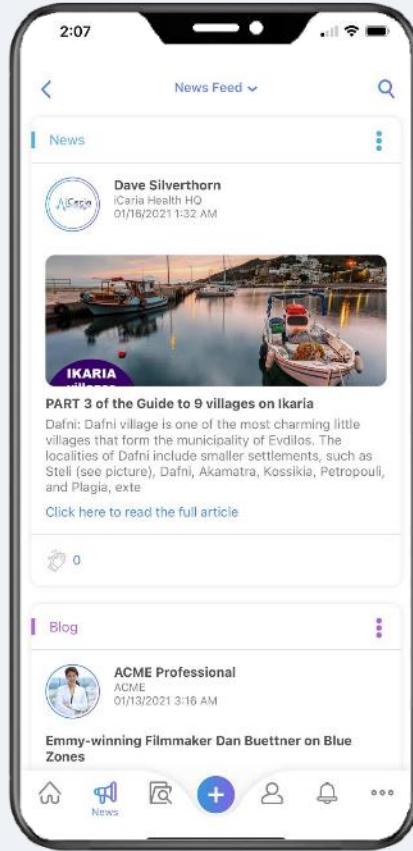 2:07
News Feed
News
Dave Silverthorn
iCaria Health HQ
01/16/2021 1:32 AM
iCaria
IKARIA
villages
PART 3 of the Guide to 9 villages on Ikaria
Dafni: Dafni village is one of the most charming little
villages that form the municipality of Evdilos. The
localities of Dafni include smaller settlements, such as
Steli (see picture), Dafni, Akamatra, Kossikia, Petropouli,
and Plagia, exte
Click here to read the full article
0
Blog
ACME Professional
ACME
01/13/2021 3:16 AM
Emmy-winning Filmmaker Dan Buettner on Blue
Zones
News